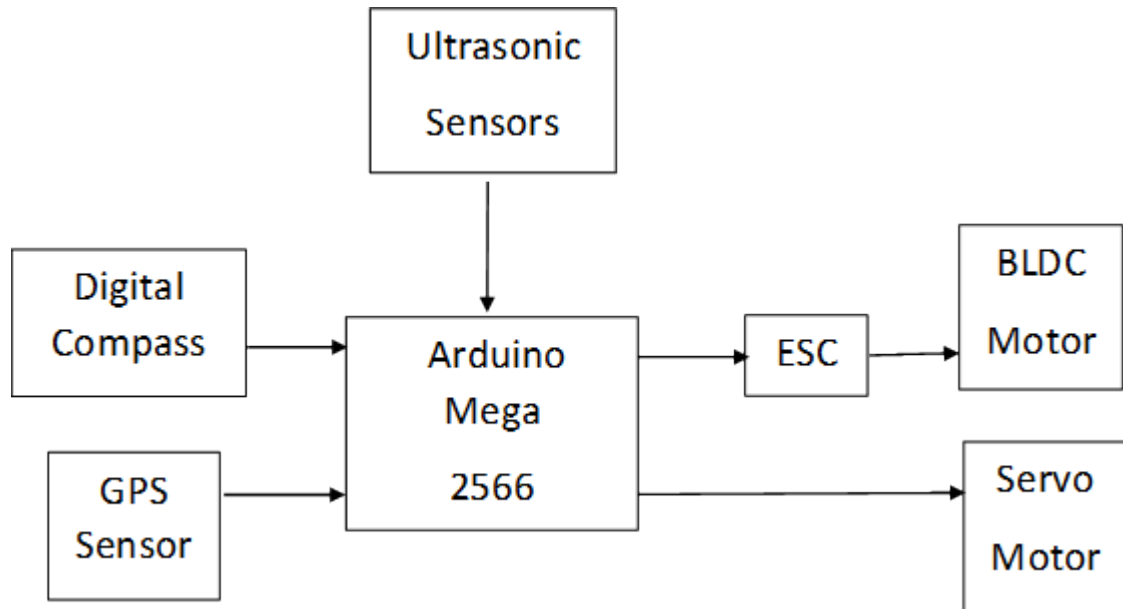 Ultrasonic
Sensors
Digital
Compass
Arduino
Mega
2566
ESC
BLDC
Motor
GPS
Sensor
Servo
Motor